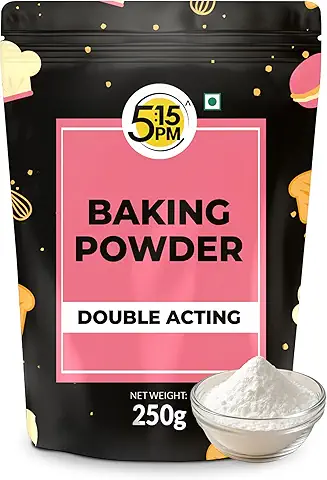 5:15
PM
BAKING
POWDER
DOUBLE ACTING
NET WEIGHT:
250g